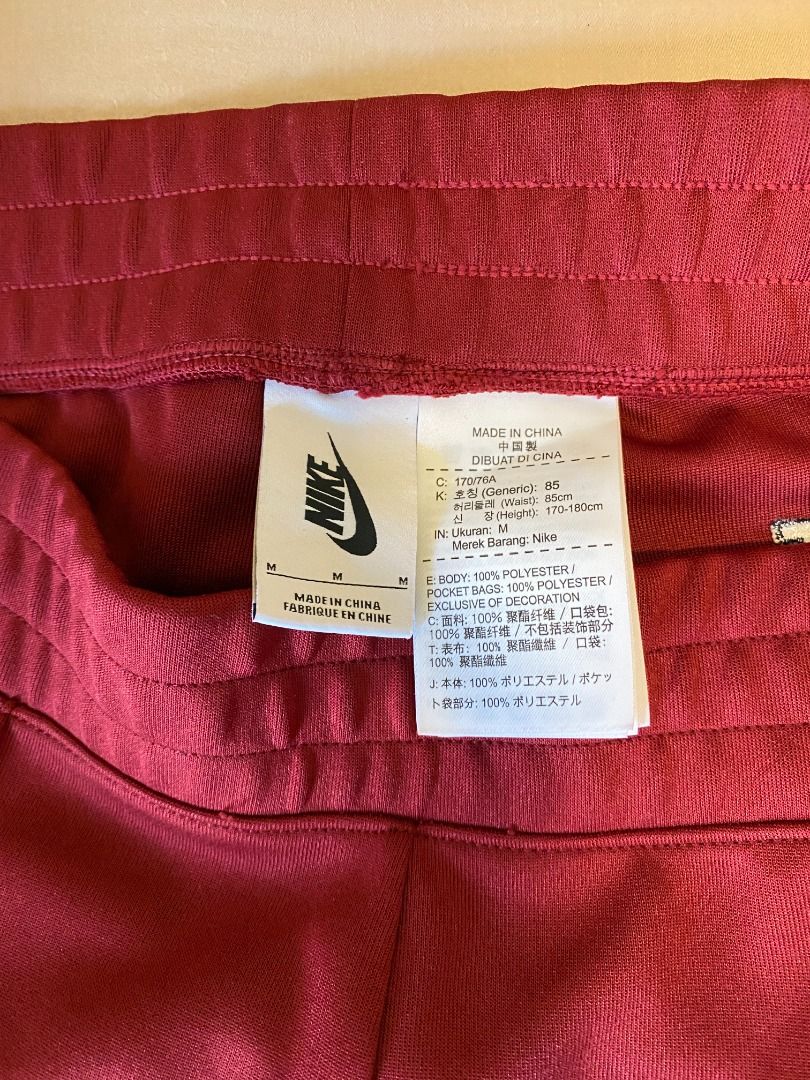 NIKE
M M M
MADE IN CHINA
FABRIQUE EN CHINE
MADE IN CHINA
中国製
DIBUAT DI CINA
C: 170/76A
K: 호칭 (Generic): 85
허리둘레 (Waist): 85cm
신 장 (Height): 170-180cm
IN: Ukuran: M
Merek Barang: Nike
E: BODY: 100% POLYESTER /
POCKET BAGS: 100% POLYESTER /
EXCLUSIVE OF DECORATION
C: 面料: 100% 聚酯纤维 / 口袋包:
100% 聚酯纤维 / 不包括装饰部分
T: 表布: 100% 聚酯纖維 / 口袋:
100% 聚酯纖維
J: 本体: 100% ポリエステル / ポケッ
ト袋部分: 100% ポリエステル